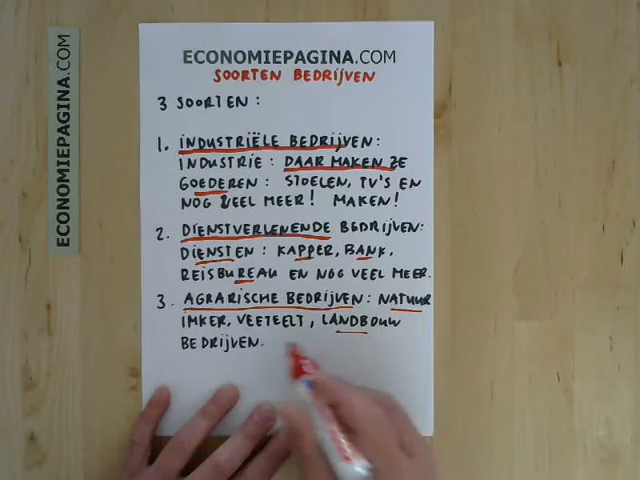 ECONOMIEPAGINA.COM
ECONOMIEPAGINA.COM
SOORTEN BEDRIJVEN
3 SOORTEN:
1. INDUSTRIËLE BEDRIJVEN:
INDUSTRIE: DAAR MAKEN ZE
GOEDEREN: STOELEN, TV'S EN
NOG VEEL MEER! MAKEN!
2. DIENSTVERLENENDE BEDRIJVEN:
DIENSTEN: KAPPER, BANK,
REISBUREAU EN NOG VEEL MEER.
3. AGRARISCHE BEDRIJVEN: NATUUR
IMKER, VEETEELT, LANDBOUW
BEDRIJVEN.